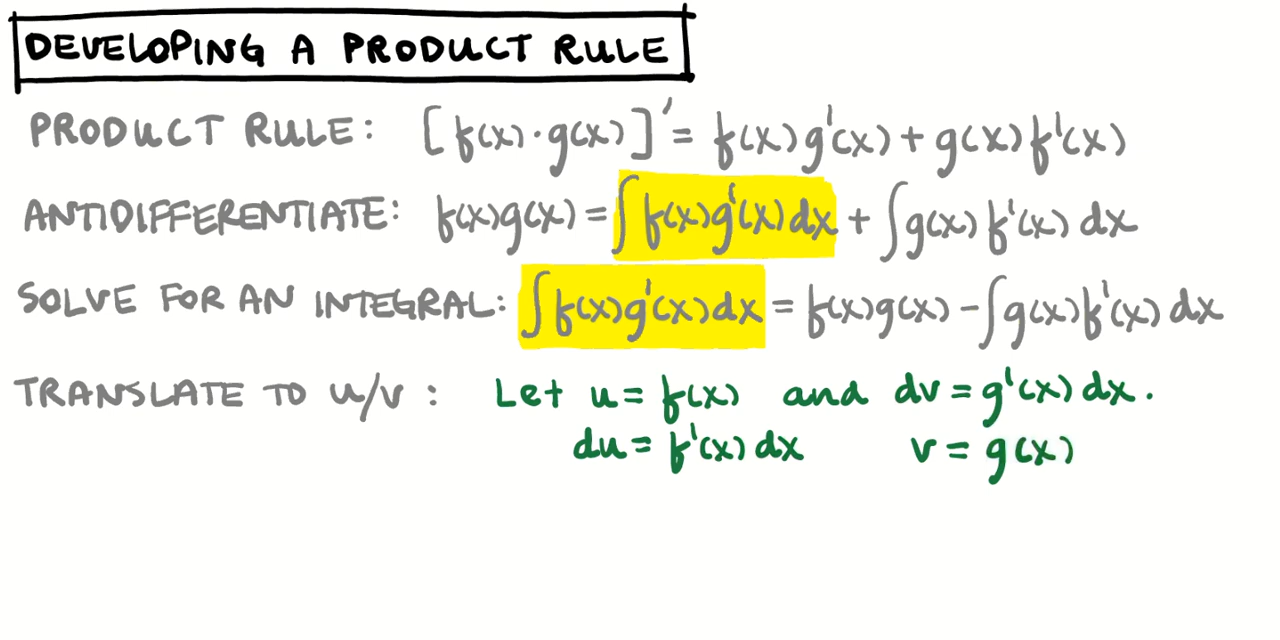 DEVELOPING A PRODUCT RULE
PRODUCT RULE: [f(x)·g(x)]' = f(x)g'(x) + g(x)f'(x)
ANTIDIFFERENTIATE: f(x)g(x) = ∫f(x)g'(x)dx + ∫g(x)f'(x)dx
SOLVE FOR AN INTEGRAL: ∫f(x)g'(x)dx = f(x)g(x) - ∫g(x)f'(x)dx
TRANSLATE TO u/v: Let u = f(x) and dv = g'(x)dx.
du = f'(x)dx v = g(x)